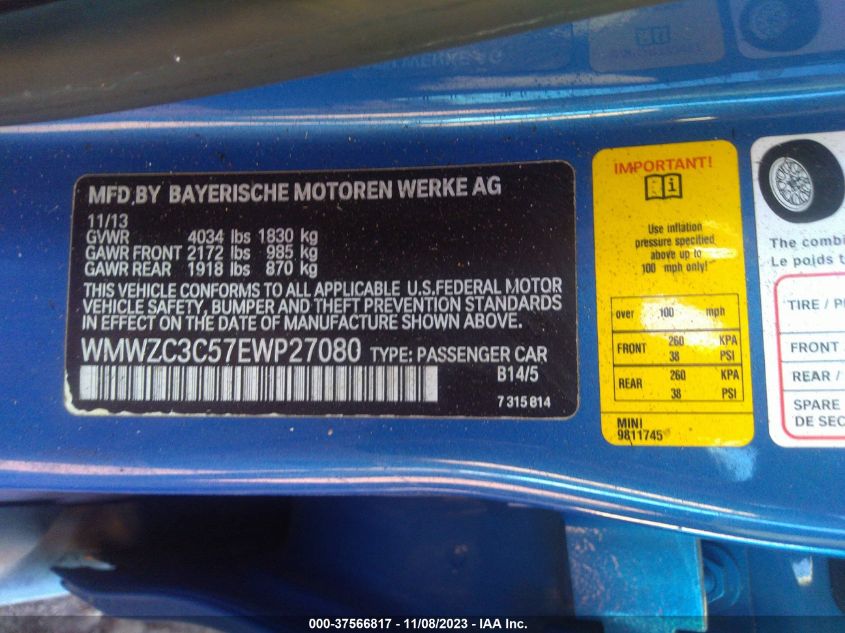 MFD.BY BAYERISCHE MOTOREN WERKE AG
11/13
GVWR 4034 lbs 1830 kg
GAWR FRONT 2172 lbs 985 kg
GAWR REAR 1918 lbs 870 kg
THIS VEHICLE CONFORMS TO ALL APPLICABLE U.S.FEDERAL MOTOR
VEHICLE SAFETY, BUMPER AND THEFT PREVENTION STANDARDS
IN EFFECT ON THE DATE OF MANUFACTURE SHOWN ABOVE.
WMWZC3C57EWP27080 TYPE: PASSENGER CAR
B14/5
7 315 814
IMPORTANT!
Use inflation
pressure specified
above or up to
100 mph only!
over 100 mph
FRONT 260 KPA
38 PSI
REAR 260 KPA
38 PSI
MINI
9811745
The combi
Le poids t
TIRE / P
FRONT
REAR /
SPARE
DE SEC
000-37566817 - 11/08/2023 - IAA Inc.